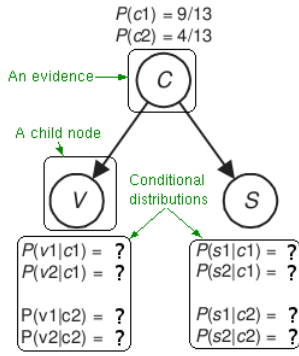 P(c1) = 9/13
P(c2) = 4/13
An evidence
C
A child node
Conditional
distributions
V
S
P(v1|c1) = ?
P(v2|c1) = ?
P(v1|c2) = ?
P(v2|c2) = ?
P(s1|c1) = ?
P(s2|c1) = ?
P(s1|c2) = ?
P(s2|c2) = ?